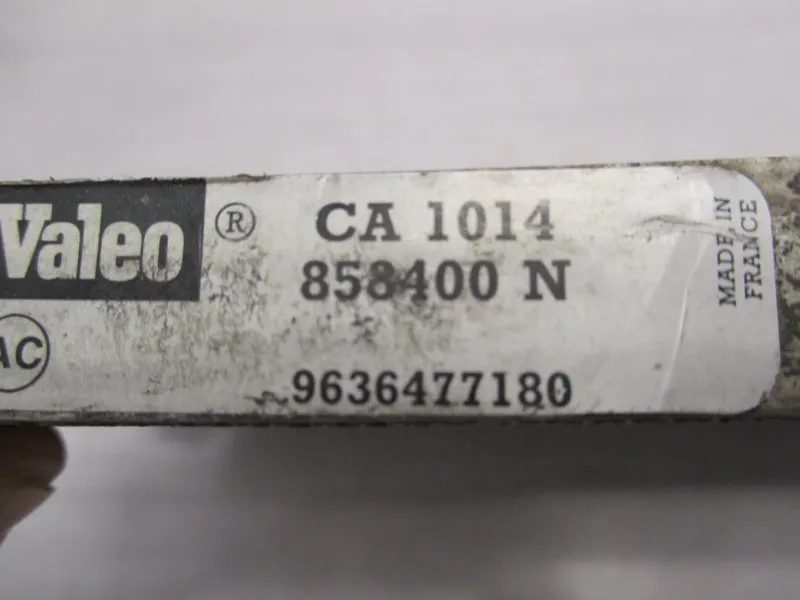 Valeo ® CA 1014
858400 N
AC
9636477180
MADE IN
FRANCE